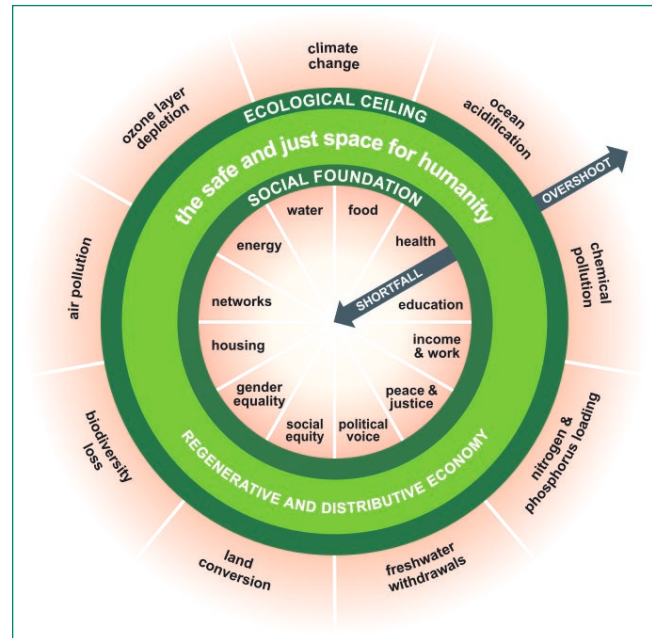 climate
change
ocean
acidification
chemical
pollution
nitrogen &
phosphorus loading
freshwater
withdrawals
land
conversion
biodiversity
loss
air pollution
ozone layer
depletion
ECOLOGICAL CEILING
the safe and just space for humanity
SOCIAL FOUNDATION
OVERSHOOT
SHORTFALL
water
food
health
education
income
& work
peace &
justice
political
voice
social
equity
gender
equality
housing
networks
energy
REGENERATIVE AND DISTRIBUTIVE ECONOMY